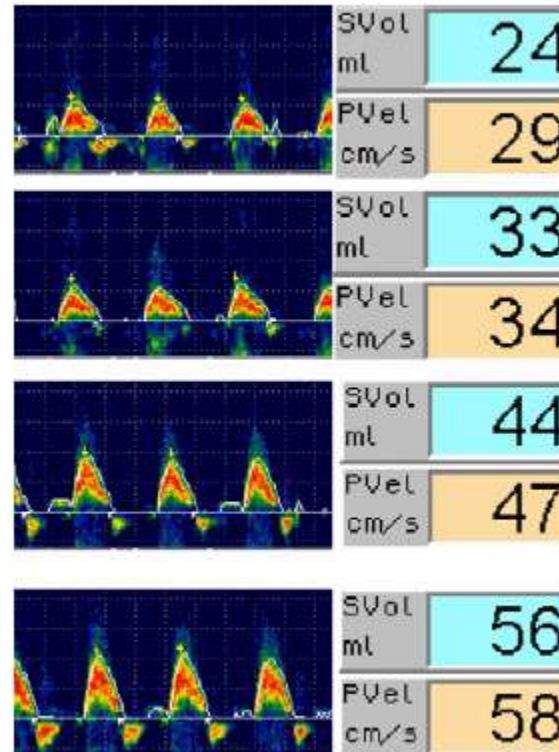 SVol
ml
24
PVel
cm/s
29
SVol
ml
33
PVel
cm/s
34
SVol
ml
44
PVel
cm/s
47
SVol
ml
56
PVel
cm/s
58